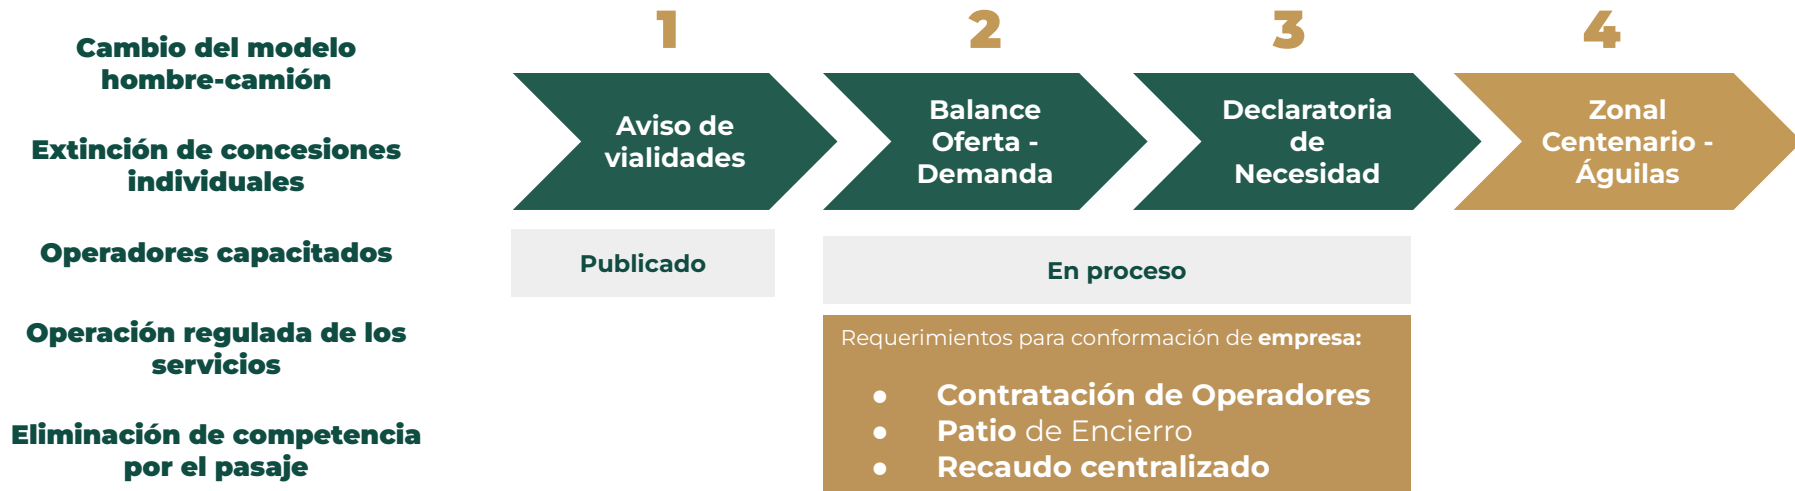 Cambio del modelo
hombre-camión
Extinción de concesiones
individuales
Operadores capacitados
Operación regulada de los
servicios
Eliminación de competencia
por el pasaje
1
Aviso de
vialidades
Publicado
2
Balance
Oferta -
Demanda
3
Declaratoria
de
Necesidad
En proceso
Requerimientos para conformación de empresa:
● Contratación de Operadores
● Patio de Encierro
● Recaudo centralizado
4
Zonal
Centenario -
Águilas